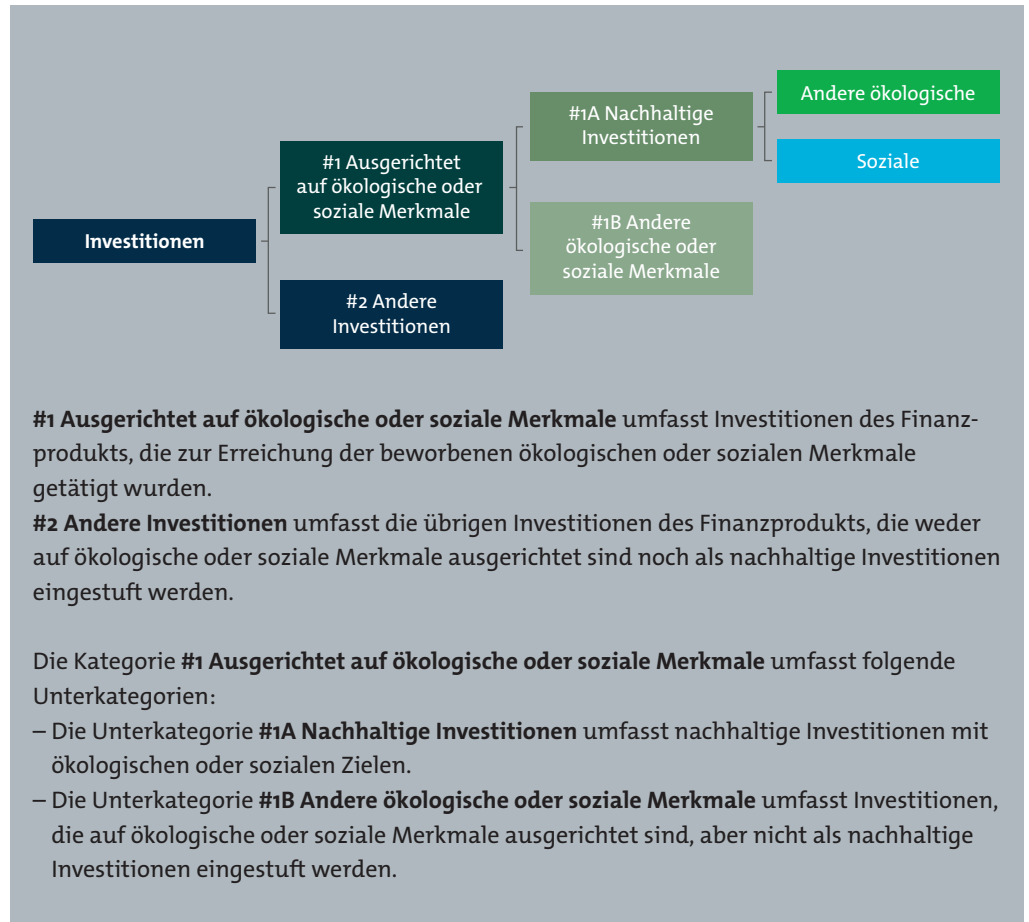 Andere ökologische
#1A Nachhaltige
Investitionen
#1 Ausgerichtet
auf ökologische oder
soziale Merkmale
Soziale
Investitionen
#1B Andere
ökologische oder
soziale Merkmale
#2 Andere
Investitionen
#1 Ausgerichtet auf ökologische oder soziale Merkmale umfasst Investitionen des Finanz-
produkts, die zur Erreichung der beworbenen ökologischen oder sozialen Merkmale
getätigt wurden.
#2 Andere Investitionen umfasst die übrigen Investitionen des Finanzprodukts, die weder
auf ökologische oder soziale Merkmale ausgerichtet sind noch als nachhaltige Investitionen
eingestuft werden.
Die Kategorie #1 Ausgerichtet auf ökologische oder soziale Merkmale umfasst folgende
Unterkategorien:
– Die Unterkategorie #1A Nachhaltige Investitionen umfasst nachhaltige Investitionen mit
ökologischen oder sozialen Zielen.
– Die Unterkategorie #1B Andere ökologische oder soziale Merkmale umfasst Investitionen,
die auf ökologische oder soziale Merkmale ausgerichtet sind, aber nicht als nachhaltige
Investitionen eingestuft werden.